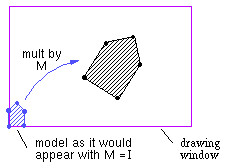 mult by
M
model as it would
appear with M = I
drawing
window